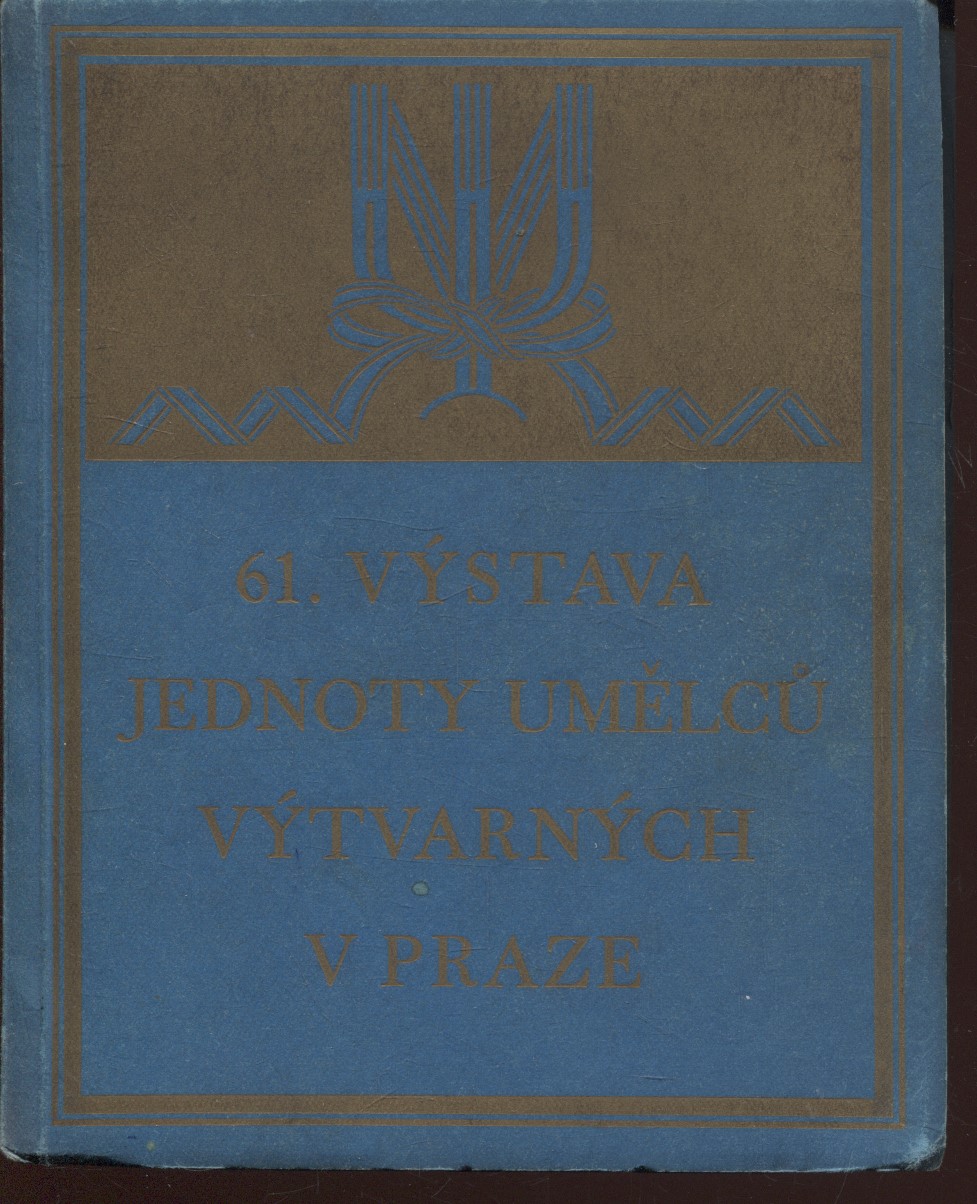 61. VÝSTAVA
JEDNOTY UMĚLCŮ
VÝTVARNÝCH
V PRAZE